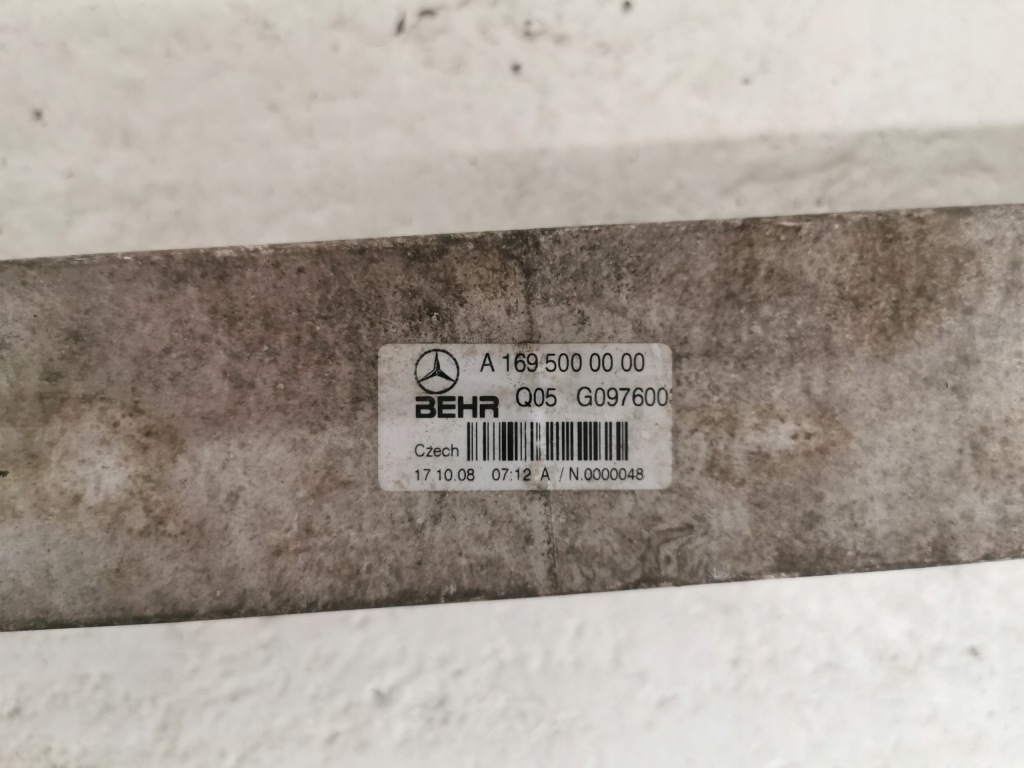 A 169 500 00 00
BEHR Q05 G097600
Czech
17 10.08 07:12 A / N.0000048